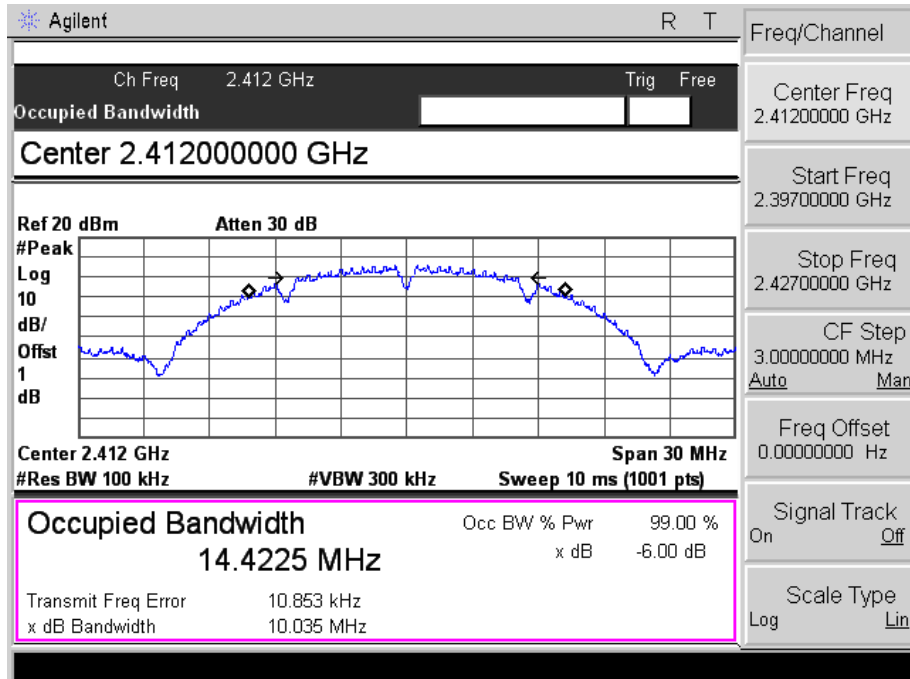 Agilent R T
Ch Freq 2.412 GHz Trig Free
Occupied Bandwidth
Center 2.412000000 GHz
Ref 20 dBm Atten 30 dB
#Peak
Log
10
dB/
Offst
1
dB
Center 2.412 GHz Span 30 MHz
#Res BW 100 kHz #VBW 300 kHz Sweep 10 ms (1001 pts)
Occupied Bandwidth Occ BW % Pwr 99.00 %
14.4225 MHz x dB -6.00 dB
Transmit Freq Error 10.853 kHz
x dB Bandwidth 10.035 MHz
Freq/Channel
Center Freq
2.41200000 GHz
Start Freq
2.39700000 GHz
Stop Freq
2.42700000 GHz
CF Step
3.00000000 MHz
Auto Man
Freq Offset
0.00000000 Hz
Signal Track
On Off
Scale Type
Log Lin